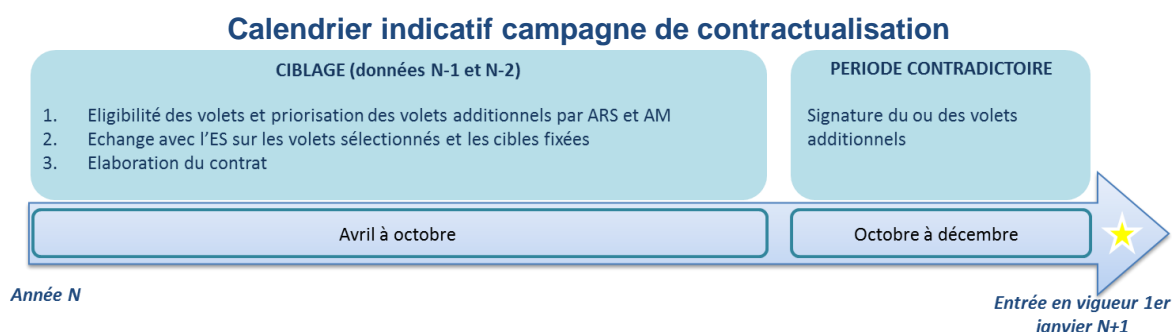 Calendrier indicatif campagne de contractualisation
CIBLAGE (données N-1 et N-2)
1. Eligibilité des volets et priorisation des volets additionnels par ARS et AM
2. Echange avec l'ES sur les volets sélectionnés et les cibles fixées
3. Elaboration du contrat
PERIODE CONTRADICTOIRE
Signature du ou des volets
additionnels
Avril à octobre
Octobre à décembre
Année N
Entrée en vigueur 1er
janvier N+1